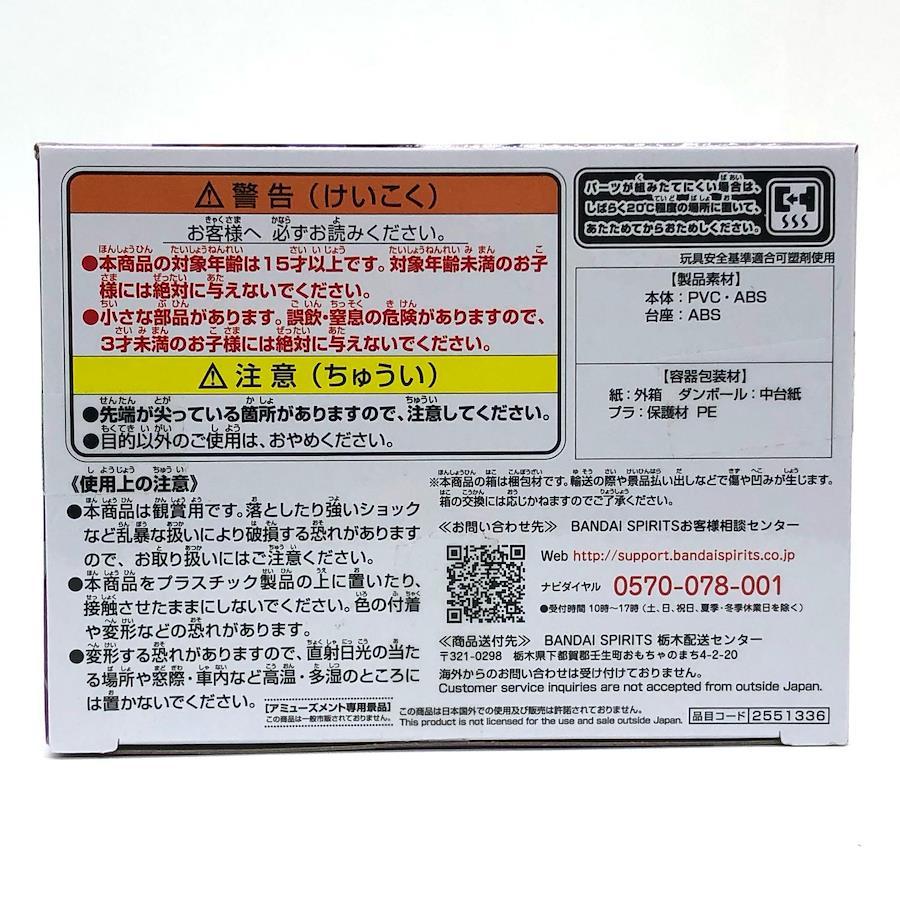 ⚠警告（けいこく）
お客様へ 必ずお読みください。
●本商品の対象年齢は15才以上です。対象年齢未満のお子
様には絶対に与えないでください。
●小さな部品があります。誤飲・窒息の危険がありますので、
3才未満のお子様には絶対に与えないでください。
⚠注意（ちゅうい）
●先端が尖っている箇所がありますので、注意してください。
●目的以外のご使用は、おやめください。
《使用上の注意》
●本商品は観賞用です。落としたり強いショック
など乱暴な扱いにより破損する恐れがあります
ので、お取り扱いにはご注意ください。
●本商品をプラスチック製品の上に置いたり、
接触させたままにしないでください。色の付着
や変形などの恐れがあります。
●変形する恐れがありますので、直射日光の当た
る場所や窓際・車内など高温・多湿のところに
は置かないでください。
【アミューズメント専用景品】
この商品は一般市販されておりません。
パーツが組みたてにくい場合は、
しばらく20℃程度の場所に置いて、
あたためてからおためしください。
玩具安全基準適合可塑剤使用
【製品素材】
本体：PVC・ABS
台座：ABS
【容器包装材】
紙：外箱 ダンボール：中台紙
プラ：保護材 PE
※本商品の箱は梱包材です。輸送の際や景品払い出しなどで傷や凹みが生じます。
箱の交換には応じかねますのでご了承ください。
≪お問い合わせ先≫ BANDAI SPIRITSお客様相談センター
Web http://support.bandaispirits.co.jp
ナビダイヤル 0570-078-001
●受付時間 10時〜17時（土、日、祝日、夏季・冬季休業日を除く）
≪商品送付先≫ BANDAI SPIRITS 栃木配送センター
〒321-0298 栃木県下都賀郡壬生町おもちゃのまち4-2-20
海外からのお問い合わせは受け付けておりません。
Customer service inquiries are not accepted from outside Japan.
この商品は日本国外での使用及び販売は許諾されておりません。
This product is not licensed for the use and sale outside Japan.
品目コード 2551336